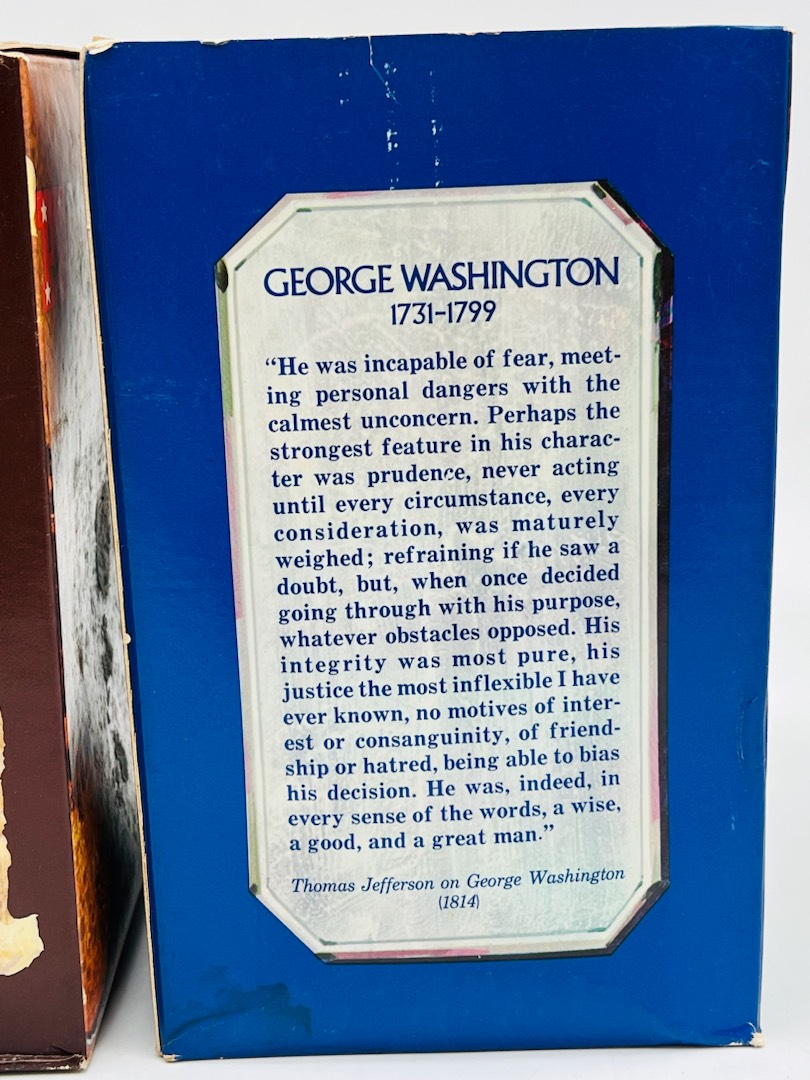 GEORGE WASHINGTON
1731-1799
“He was incapable of fear, meet-
ing personal dangers with the
calmest unconcern. Perhaps the
strongest feature in his charac-
ter was prudence, never acting
until every circumstance, every
consideration, was maturely
weighed; refraining if he saw a
doubt, but, when once decided
going through with his purpose,
whatever obstacles opposed. His
integrity was most pure, his
justice the most inflexible I have
ever known, no motives of inter-
est or consanguinity, of friend-
ship or hatred, being able to bias
his decision. He was, indeed, in
every sense of the words, a wise,
a good, and a great man.”
Thomas Jefferson on George Washington
(1814)